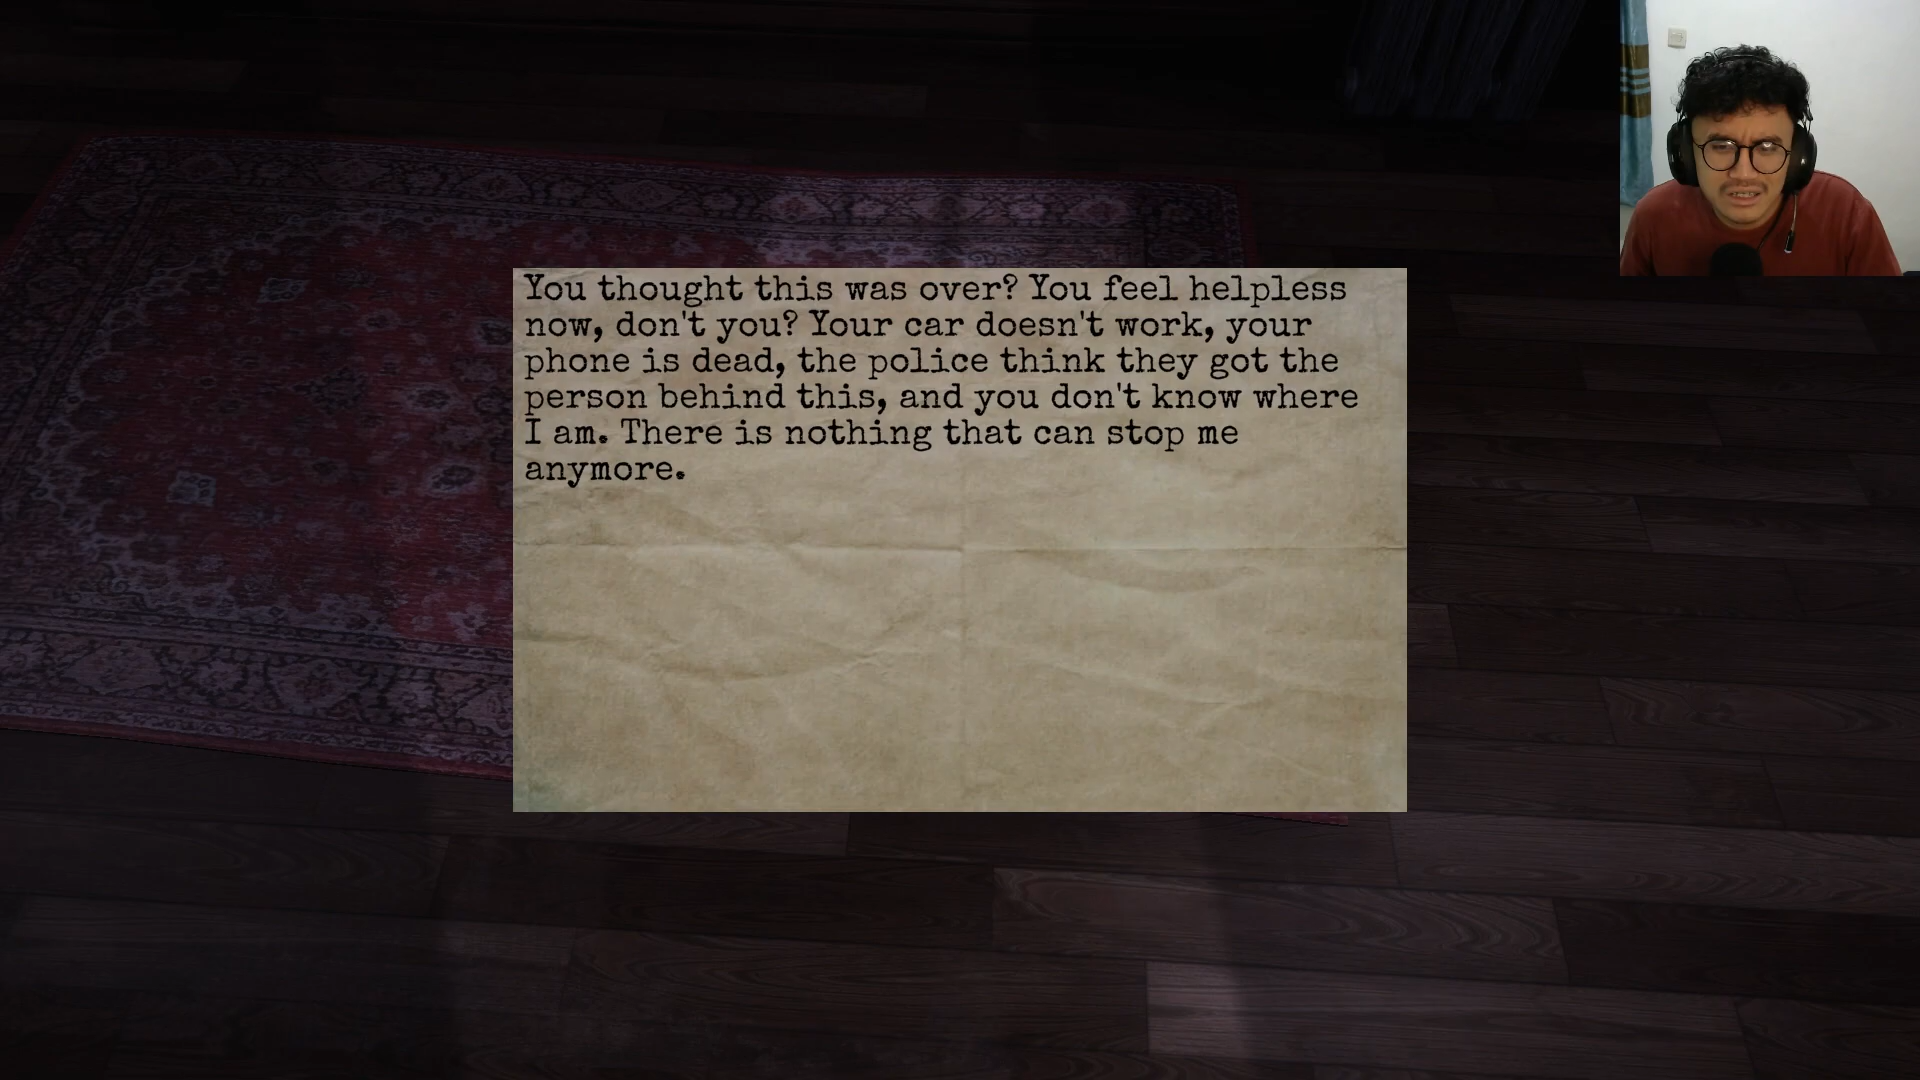 You thought this was over? You feel helpless
now, don't you? Your car doesn't work, your
phone is dead, the police think they got the
person behind this, and you don't know where
I am. There is nothing that can stop me
anymore.